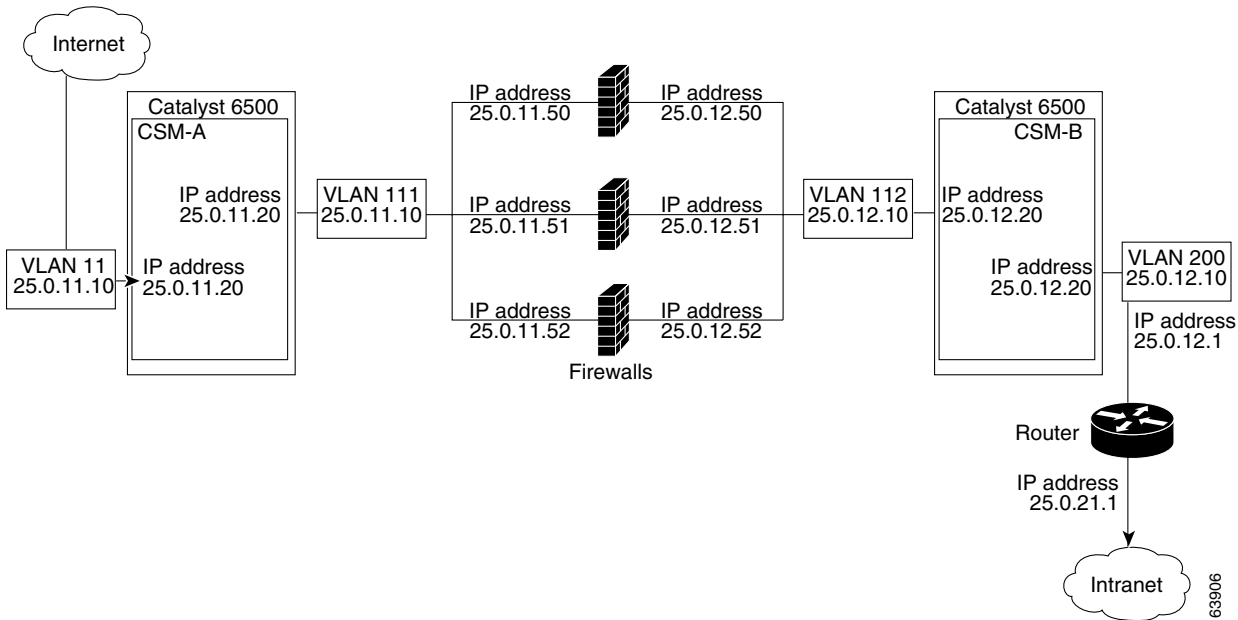 Internet
Catalyst 6500
CSM-A
IP address
25.0.11.20
VLAN 11
25.0.11.10
IP address
25.0.11.20
VLAN 111
25.0.11.10
IP address
25.0.11.50
IP address
25.0.12.50
IP address
25.0.11.51
IP address
25.0.12.51
IP address
25.0.11.52
IP address
25.0.12.52
Firewalls
VLAN 112
25.0.12.10
Catalyst 6500
CSM-B
IP address
25.0.12.20
IP address
25.0.12.20
VLAN 200
25.0.12.10
IP address
25.0.12.1
Router
IP address
25.0.21.1
Intranet
63906